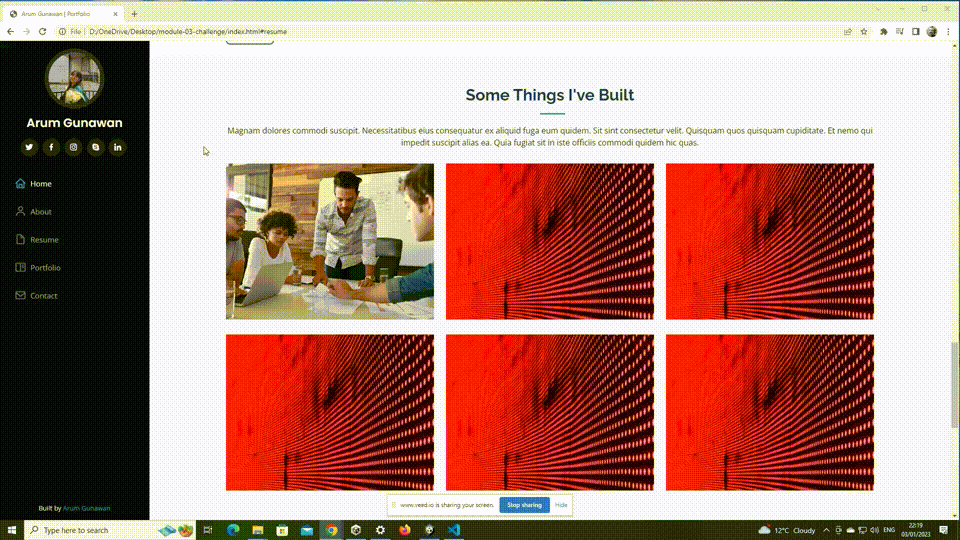 Arum Gunawan | Portfolio
File | D:/OneDrive/Desktop/module-03-challenge/index.html#resume
Arum Gunawan
Home
About
Resume
Portfolio
Contact
Built by Arum Gunawan
Some Things I've Built
Magnam dolores commodi suscipit. Necessitatibus eius consequatur ex aliquid fuga eum quidem. Sit sint consectetur velit. Quisquam quos quisquam cupiditate. Et nemo qui
impedit suscipit alias ea. Quia fugiat sit in iste officiis commodi quidem hic quas.
www.veed.io is sharing your screen.
Stop sharing
Hide
Type here to search
12°C Cloudy
ENG
22:19
03/01/2023